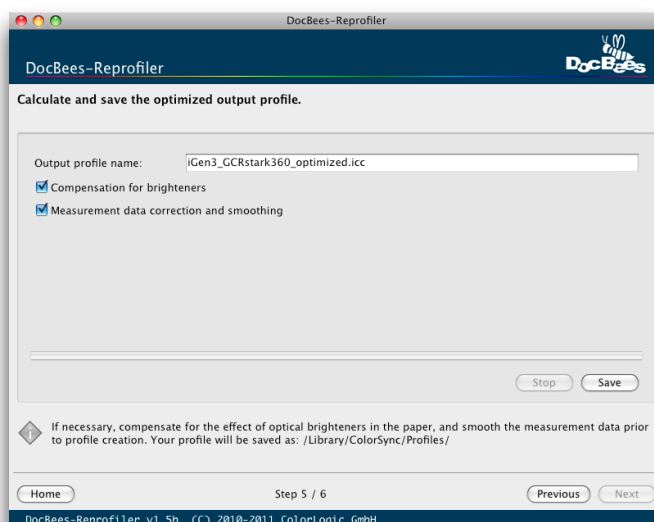 DocBees-Reprofiler
DocBees-Reprofiler
DocBees
Calculate and save the optimized output profile.
Output profile name:
iGen3_GCRstark360_optimized.icc
Compensation for brighteners
Measurement data correction and smoothing
Stop
Save
If necessary, compensate for the effect of optical brighteners in the paper, and smooth the measurement data prior
to profile creation. Your profile will be saved as: /Library/ColorSync/Profiles/
Home
Step 5 / 6
Previous
Next
DocBees-Reprofiler v1.5b, (C) 2010-2011 ColorLogic GmbH